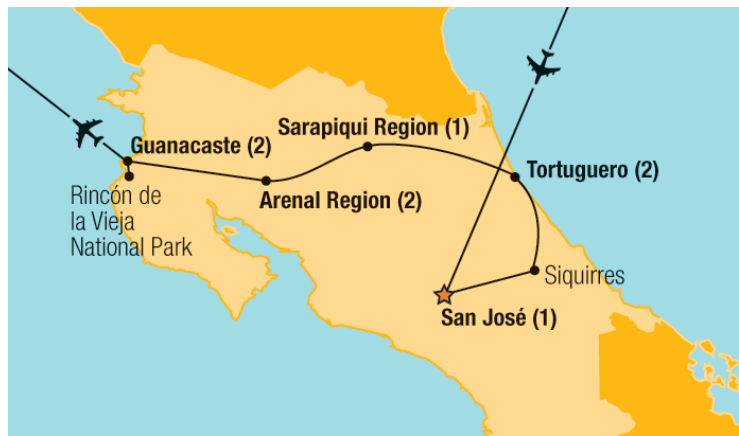 Guanacaste (2)
Sarapiqui Region (1)
Rincón de
la Vieja
National Park
Arenal Region (2)
Tortuguero (2)
Siquirres
San José (1)